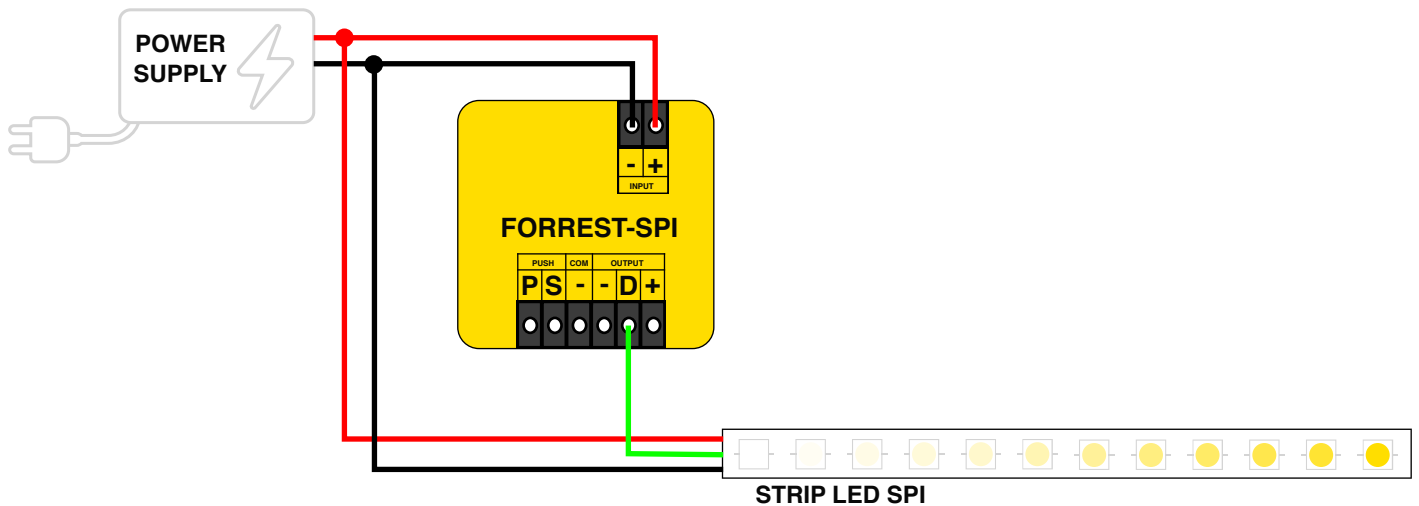 POWER
SUPPLY
- +
INPUT
FORREST-SPI
PUSH COM OUTPUT
P S - - D +
STRIP LED SPI